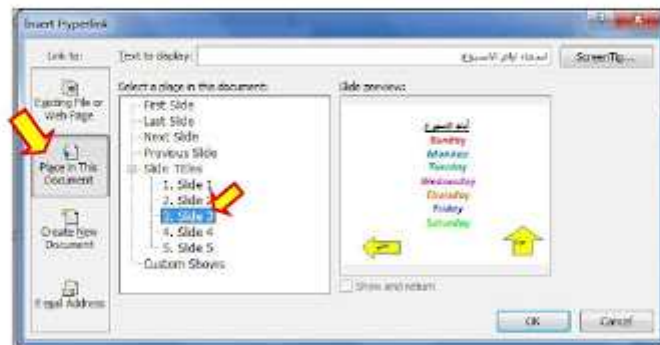 Insert Hyperlink
Link to:
Text to display:
اسماء ايام الاسبوع
ScreenTip...
Existing File or
Web Page
Place in This
Document
Create New
Document
E-mail Address
Select a place in this document:
First Slide
Last Slide
Next Slide
Previous Slide
Slide Titles
1. Slide 1
2. Slide 2
3. Slide 3
4. Slide 4
5. Slide 5
Custom Shows
Slide preview:
Sunday
Monday
Tuesday
Wednesday
Thursday
Friday
Saturday
Show and return
OK
Cancel